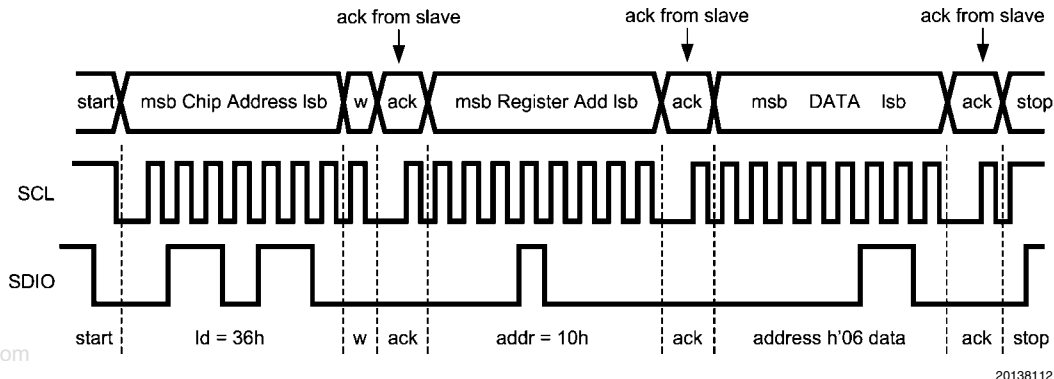 ack from slave ack from slave ack from slave
start msb Chip Address lsb w ack msb Register Add lsb ack msb DATA lsb ack stop
SCL
SDIO
start Id = 36h w ack addr = 10h ack address h'06 data ack stop
om
20138112